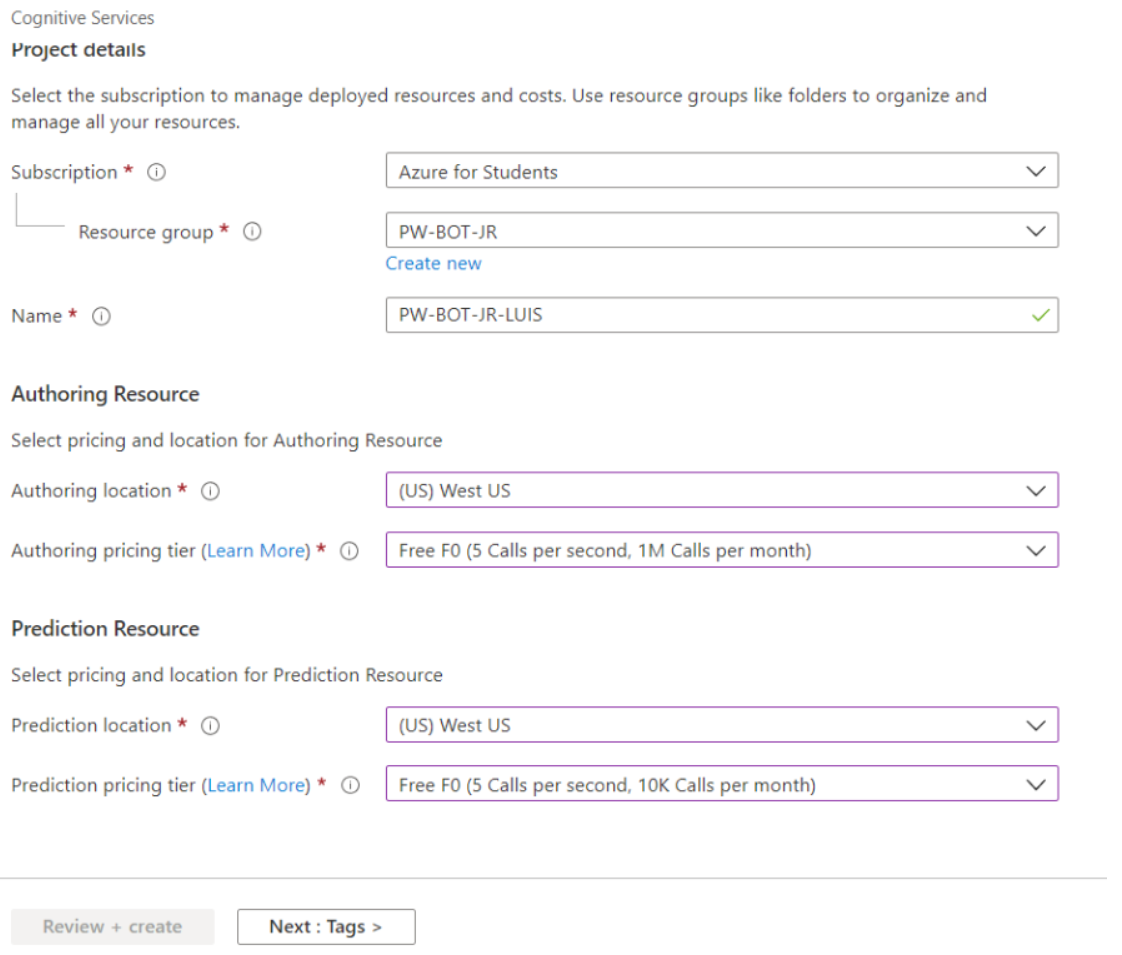 Cognitive Services
Project details
Select the subscription to manage deployed resources and costs. Use resource groups like folders to organize and
manage all your resources.
Subscription * Azure for Students
Resource group * PW-BOT-JR
Create new
Name * PW-BOT-JR-LUIS
Authoring Resource
Select pricing and location for Authoring Resource
Authoring location * (US) West US
Authoring pricing tier (Learn More) * Free F0 (5 Calls per second, 1M Calls per month)
Prediction Resource
Select pricing and location for Prediction Resource
Prediction location * (US) West US
Prediction pricing tier (Learn More) * Free F0 (5 Calls per second, 10K Calls per month)
Review + create Next : Tags >